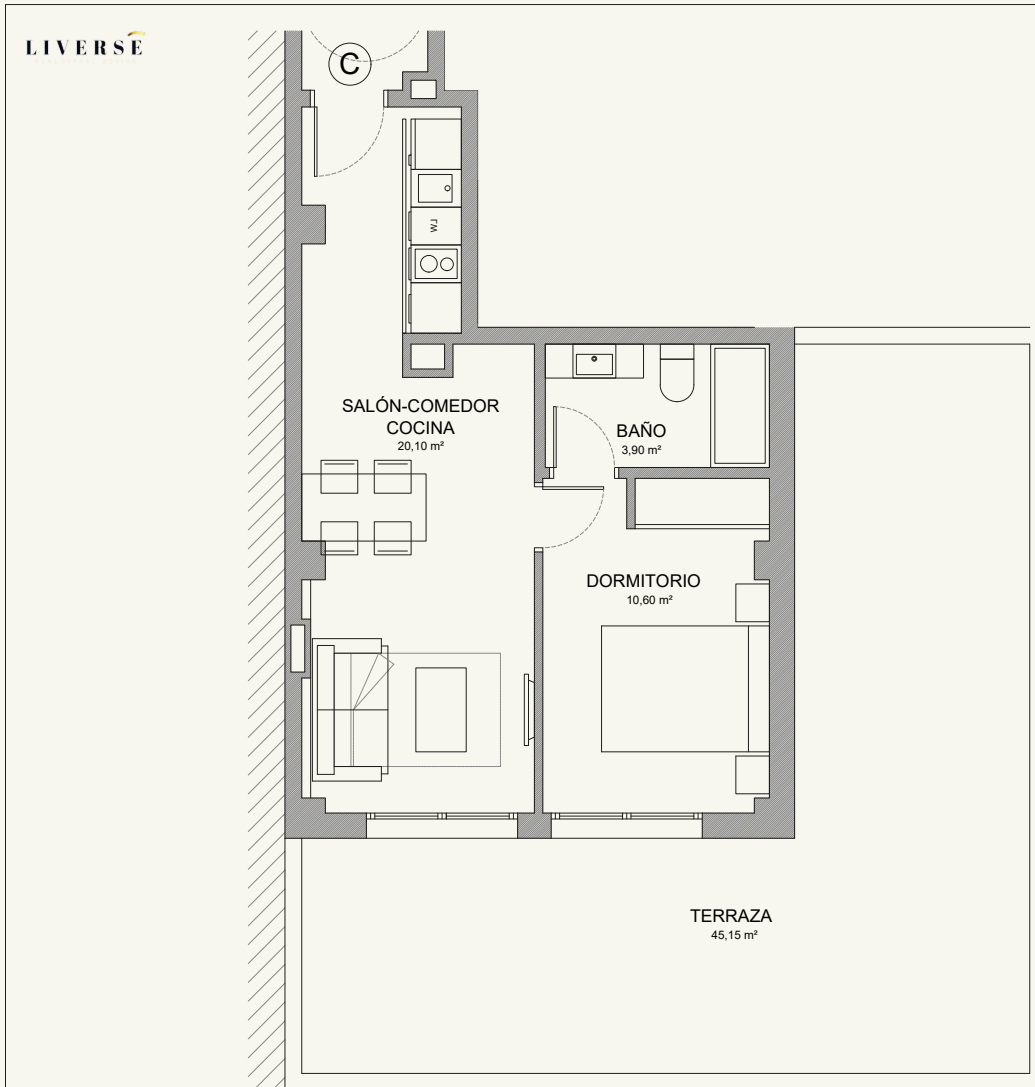 LIVERSE
C
LW
SALÓN-COMEDOR
COCINA
20,10 m²
BAÑO
3,90 m²
DORMITORIO
10,60 m²
TERRAZA
45,15 m²